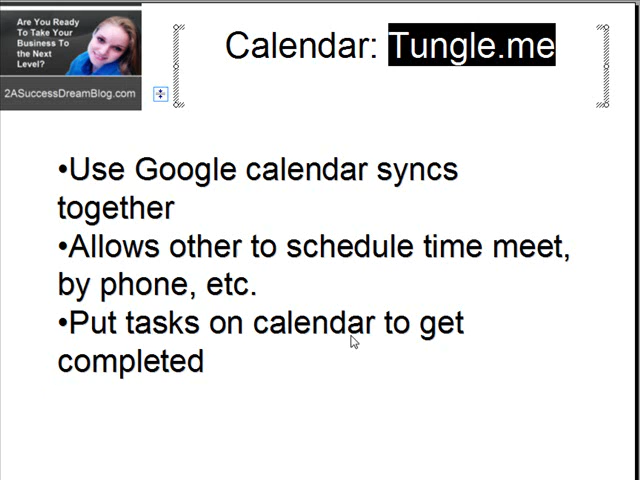 Are You Ready
To Take Your
Business To
the Next
Level?
2ASuccessDreamBlog.com
Calendar: Tungle.me
•Use Google calendar syncs
together
•Allows other to schedule time meet,
by phone, etc.
•Put tasks on calendar to get
completed